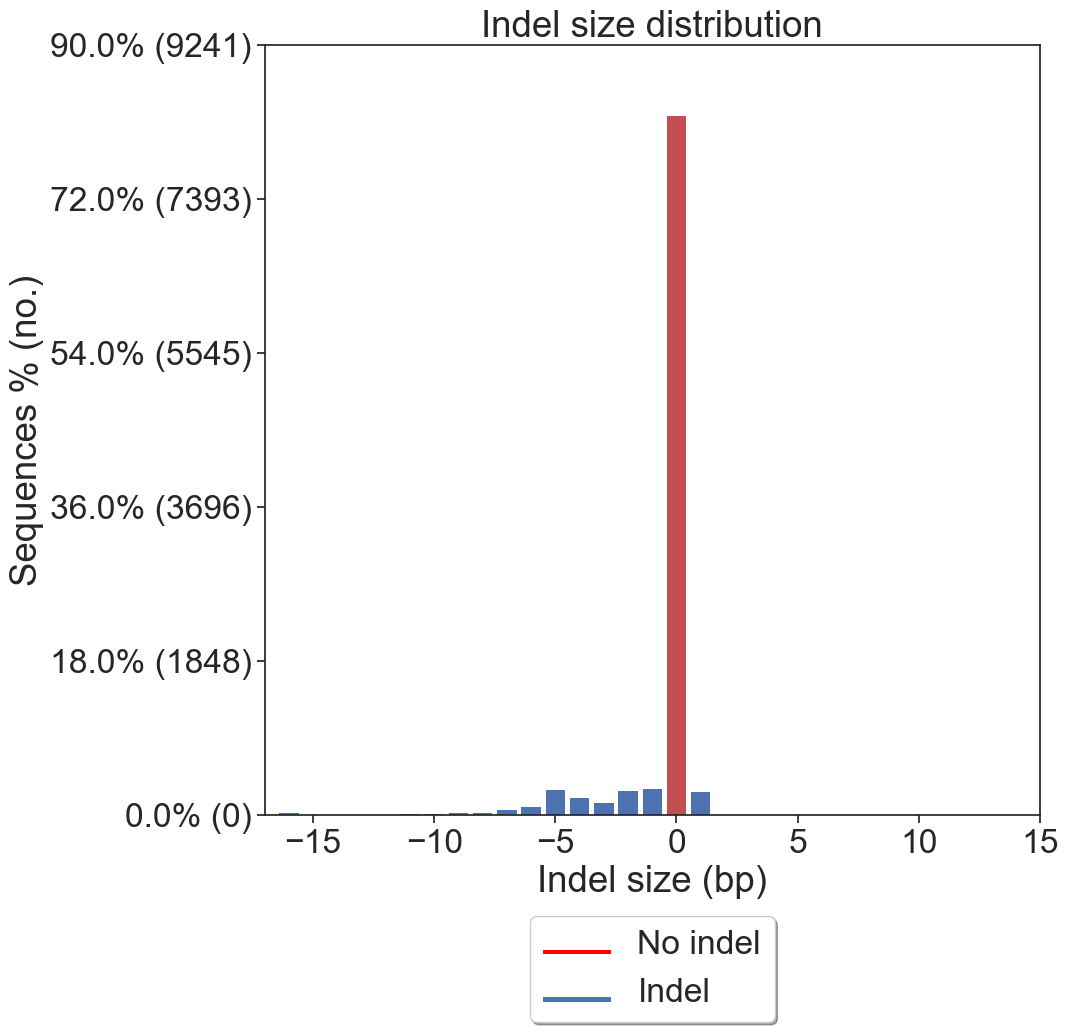 Indel size distribution
90.0% (9241)
72.0% (7393)
54.0% (5545)
36.0% (3696)
18.0% (1848)
0.0% (0)
Sequences % (no.)
−15 −10 −5 0 5 10 15
Indel size (bp)
No indel
Indel